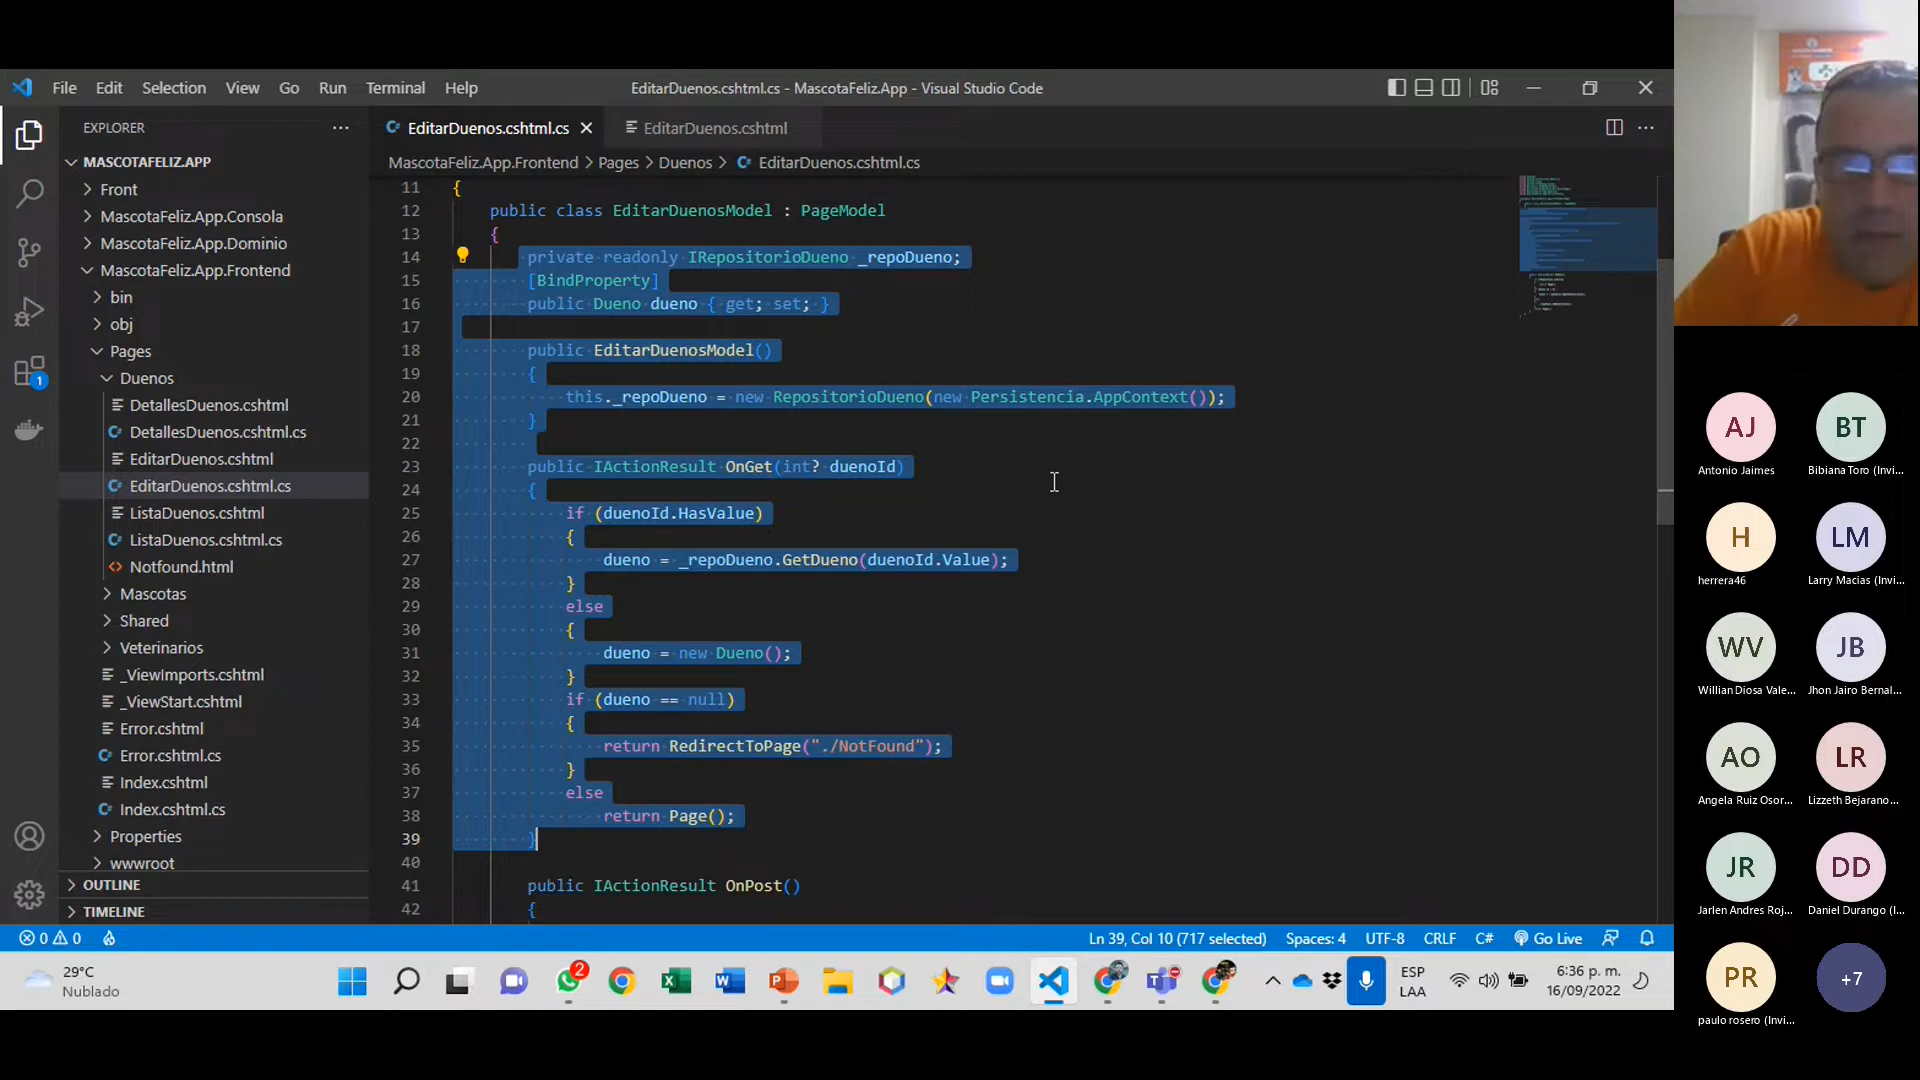 File Edit Selection View Go Run Terminal Help
EditarDuenos.cshtml.cs - MascotaFeliz.App - Visual Studio Code
EXPLORER
MASCOTAFELIZ.APP
Front
MascotaFeliz.App.Consola
MascotaFeliz.App.Dominio
MascotaFeliz.App.Frontend
bin
obj
Pages
Duenos
DetallesDuenos.cshtml
DetallesDuenos.cshtml.cs
EditarDuenos.cshtml
EditarDuenos.cshtml.cs
ListaDuenos.cshtml
ListaDuenos.cshtml.cs
Notfound.html
Mascotas
Shared
Veterinarios
_ViewImports.cshtml
_ViewStart.cshtml
Error.cshtml
Error.cshtml.cs
Index.cshtml
Index.cshtml.cs
Properties
wwwroot
OUTLINE
TIMELINE
1
EditarDuenos.cshtml.cs
EditarDuenos.cshtml
MascotaFeliz.App.Frontend > Pages > Duenos > EditarDuenos.cshtml.cs
11 {
12 public class EditarDuenosModel : PageModel
13 {
14 private readonly IRepositorioDueno _repoDueno;
15 [BindProperty]
16 public Dueno dueno { get; set; }
17
18 public EditarDuenosModel()
19 {
20 this._repoDueno = new RepositorioDueno(new Persistencia.AppContext());
21 }
22
23 public IActionResult OnGet(int? duenoId)
24 {
25 if (duenoId.HasValue)
26 {
27 dueno = _repoDueno.GetDueno(duenoId.Value);
28 }
29 else
30 {
31 dueno = new Dueno();
32 }
33 if (dueno == null)
34 {
35 return RedirectToPage("./NotFound");
36 }
37 else
38 return Page();
39 }
40
41 public IActionResult OnPost()
42 {
0 0
Ln 39, Col 10 (717 selected) Spaces: 4 UTF-8 CRLF C# Go Live
29°C
Nublado
2
ESP
LAA
6:36 p. m.
16/09/2022
AJ
Antonio Jaimes
BT
Bibiana Toro (Invi...
H
herrera46
LM
Larry Macias (Invi...
WV
Willian Diosa Vale...
JB
Jhon Jairo Bernal...
AO
Angela Ruiz Osor...
LR
Lizzeth Bejarano...
JR
Jarlen Andres Roj...
DD
Daniel Durango (I...
PR
paulo rosero (Invi...
+7